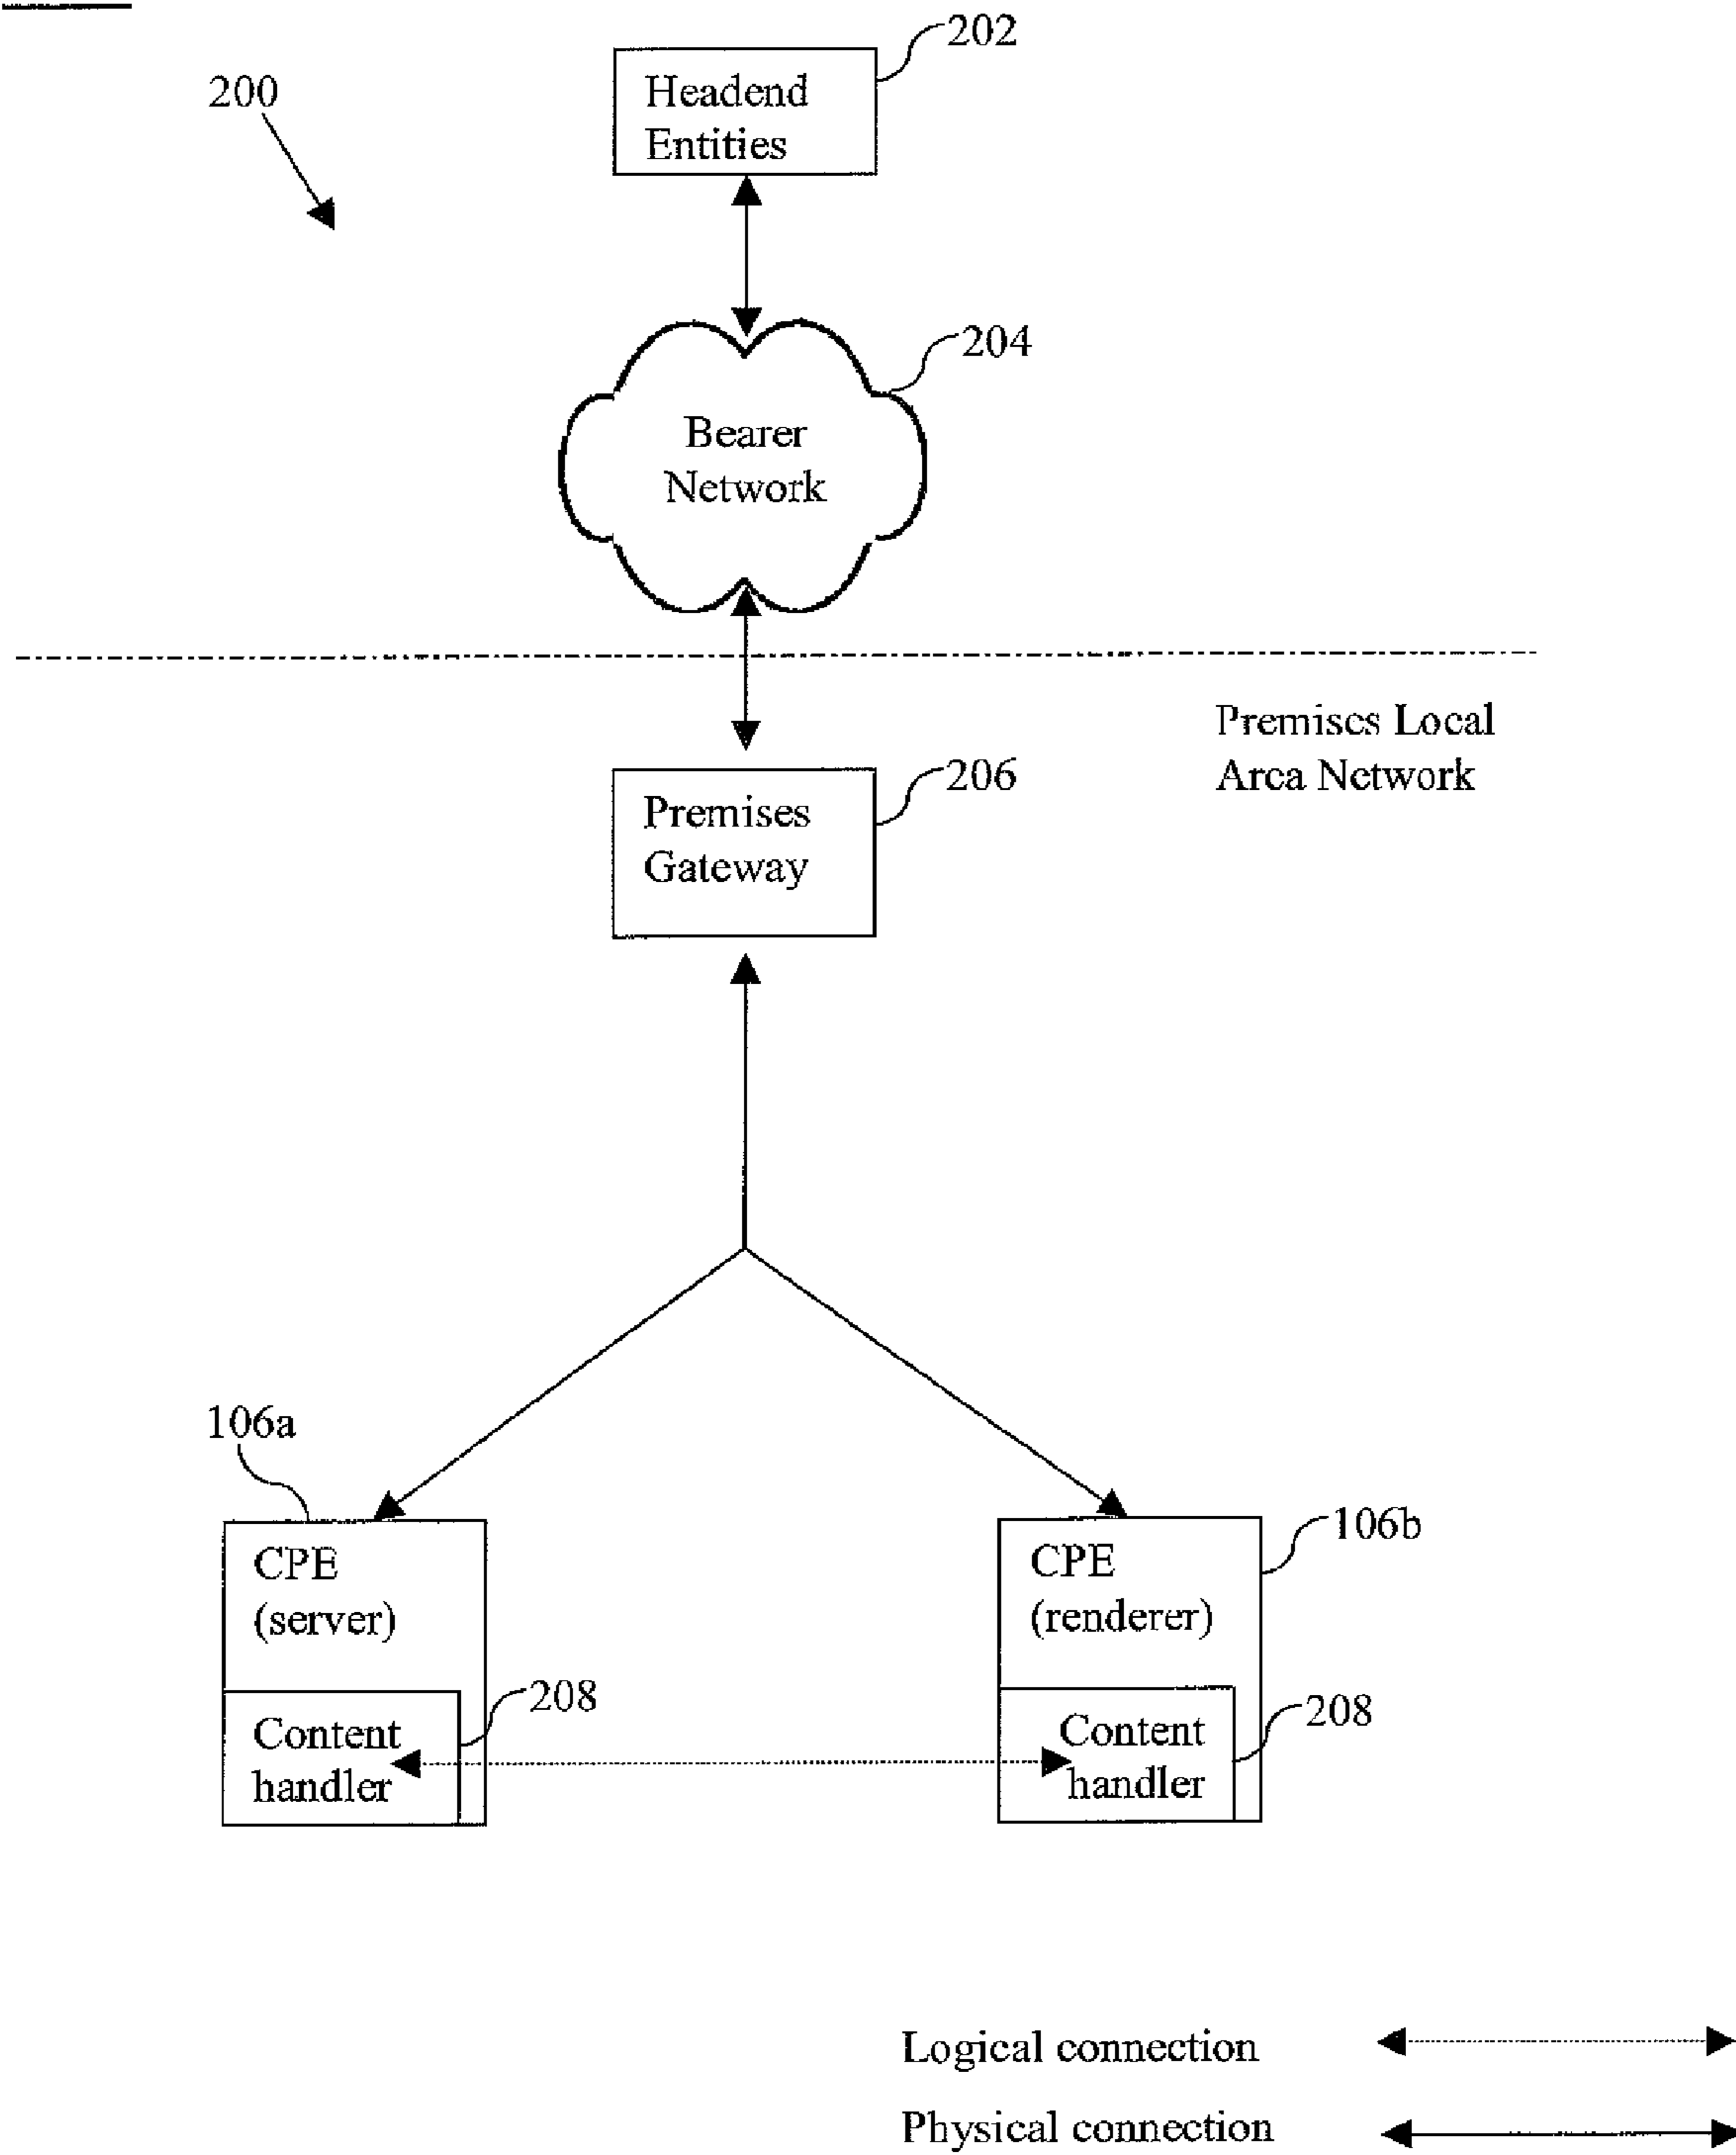 202
Headend
Entities
200
204
Bearer
Network
Premises Local
Area Network
206
Premises
Gateway
106a
106b
CPE
(server)
CPE
(renderer)
208
208
Content
handler
Content
handler
Logical connection
Physical connection